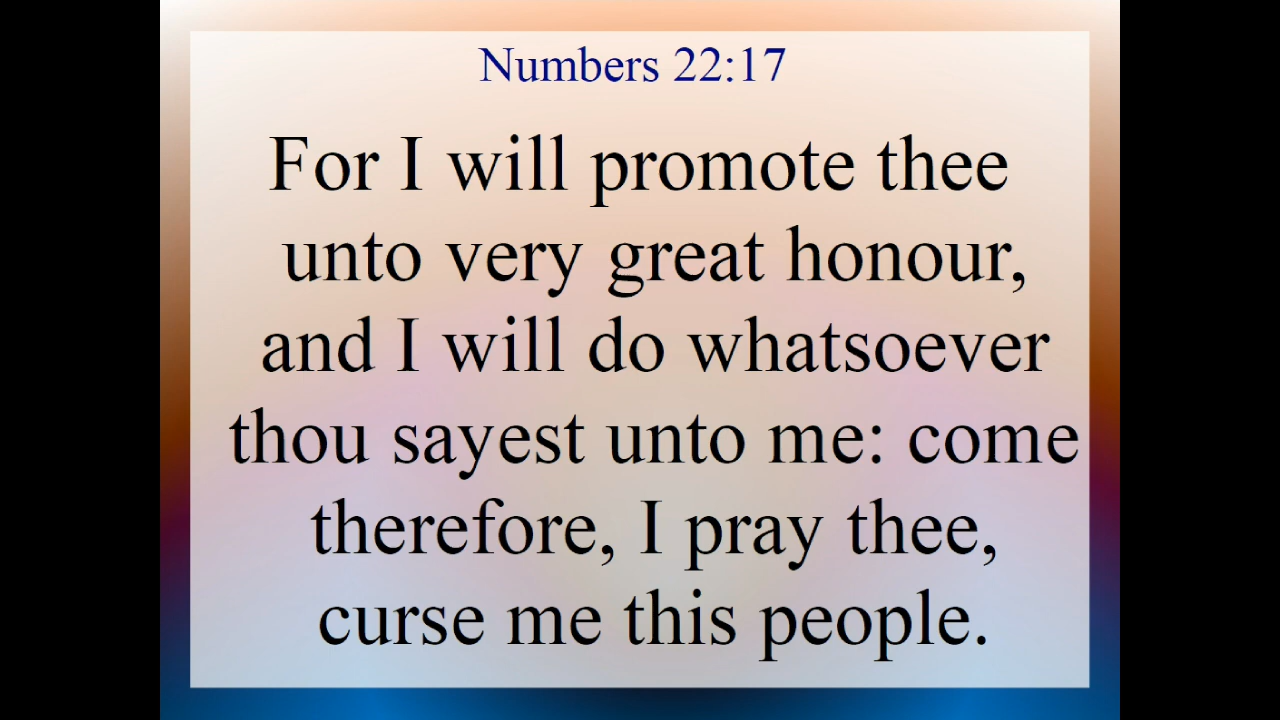 Numbers 22:17
For I will promote thee
unto very great honour,
and I will do whatsoever
thou sayest unto me: come
therefore, I pray thee,
curse me this people.